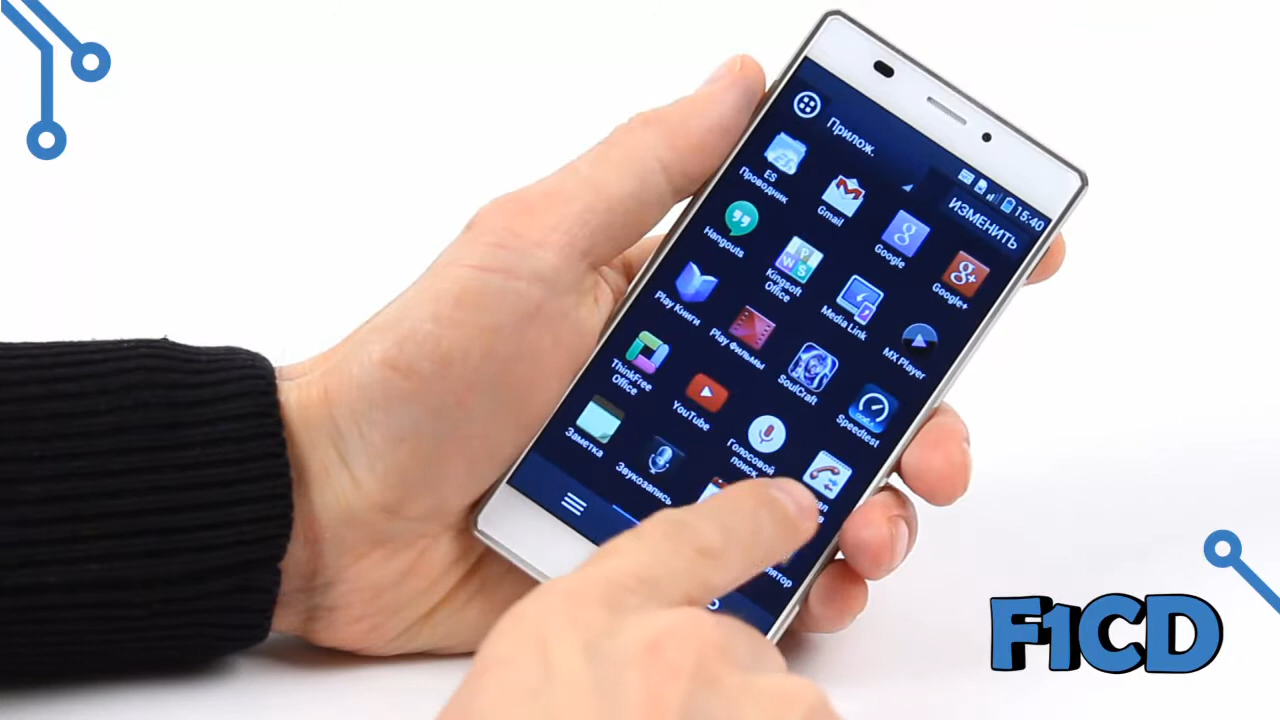 15:40
Прилож.
ИЗМЕНИТЬ
ES
Проводник
Gmail
Google
Google+
Hangouts
Kingsoft
Office
Media Link
MX Player
Play Книги
Play Фильмы
SoulCraft
Speedtest
ThinkFree
Office
YouTube
Голосовой
поиск
Заметка
Звукозапись
F1CD